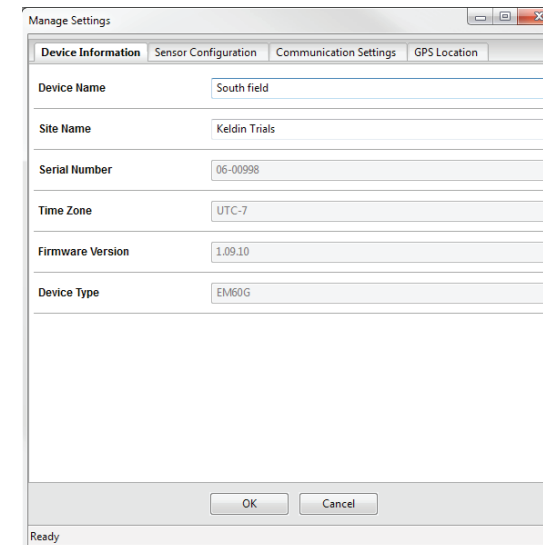 Manage Settings
Device Information Sensor Configuration Communication Settings GPS Location
Device Name South field
Site Name Keldin Trials
Serial Number 06-00998
Time Zone UTC-7
Firmware Version 1.09.10
Device Type EM60G
OK Cancel
Ready